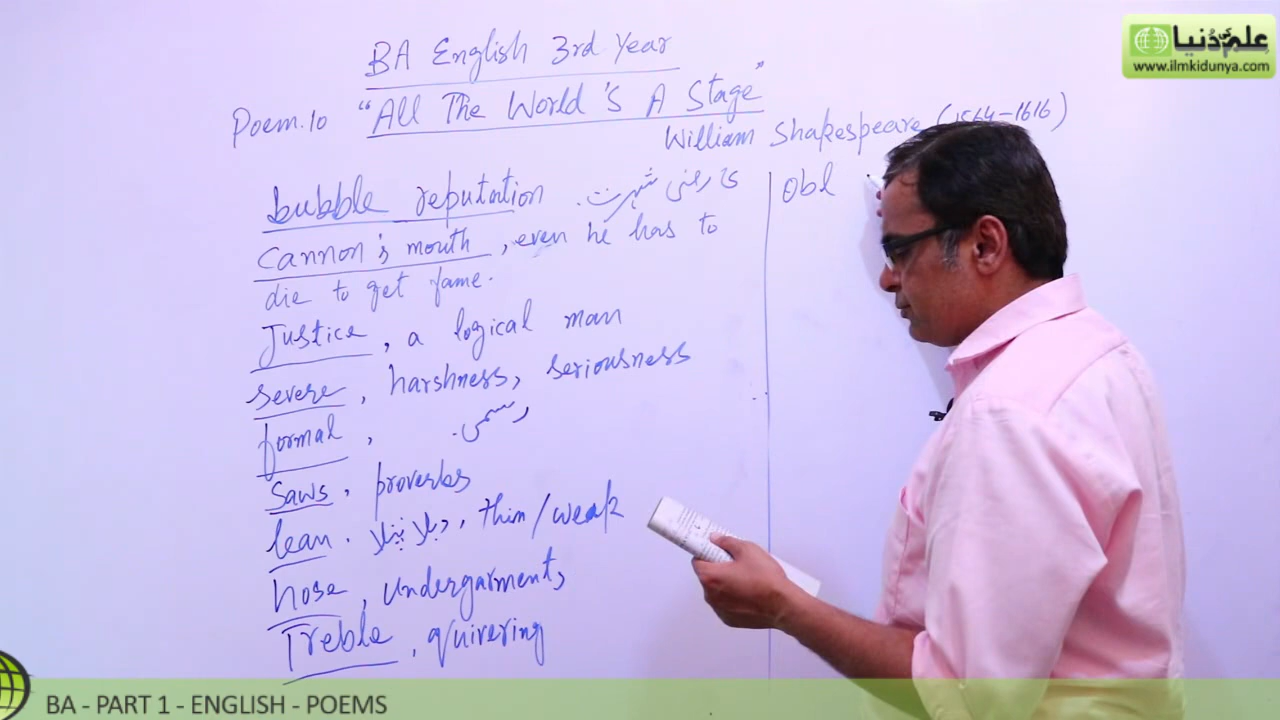 BA English 3rd Year
Poem.10 "All The World's A Stage"
William Shakespeare (1564-1616)
bubble reputation عارضی شہرت.
cannon's mouth, even he has to
die to get fame.
Justice, a logical man
severe, harshness, seriousness
formal, رسمی.
saws, proverbs
lean. دبلا پتلا, thin/weak
hose, undergarments
Treble, quivering
Obl
علم کی دنیا
www.ilmkidunya.com
BA - PART 1 - ENGLISH - POEMS